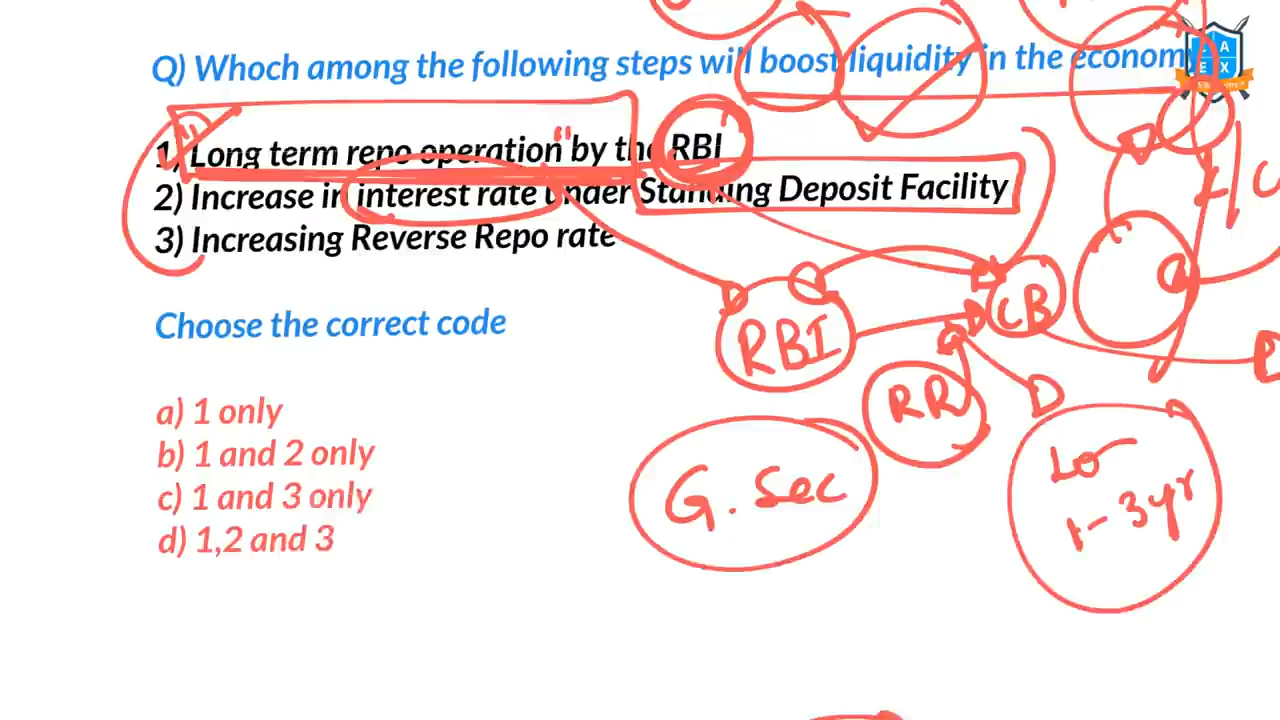 Q) Whoch among the following steps will boost liquidity in the econom
1) Long term repo operation" by the RBI
2) Increase in interest rate under Standing Deposit Facility
3) Increasing Reverse Repo rate
RBI
CB
RR
Choose the correct code
a) 1 only
b) 1 and 2 only
c) 1 and 3 only
d) 1,2 and 3
G. Sec
1- 3yr